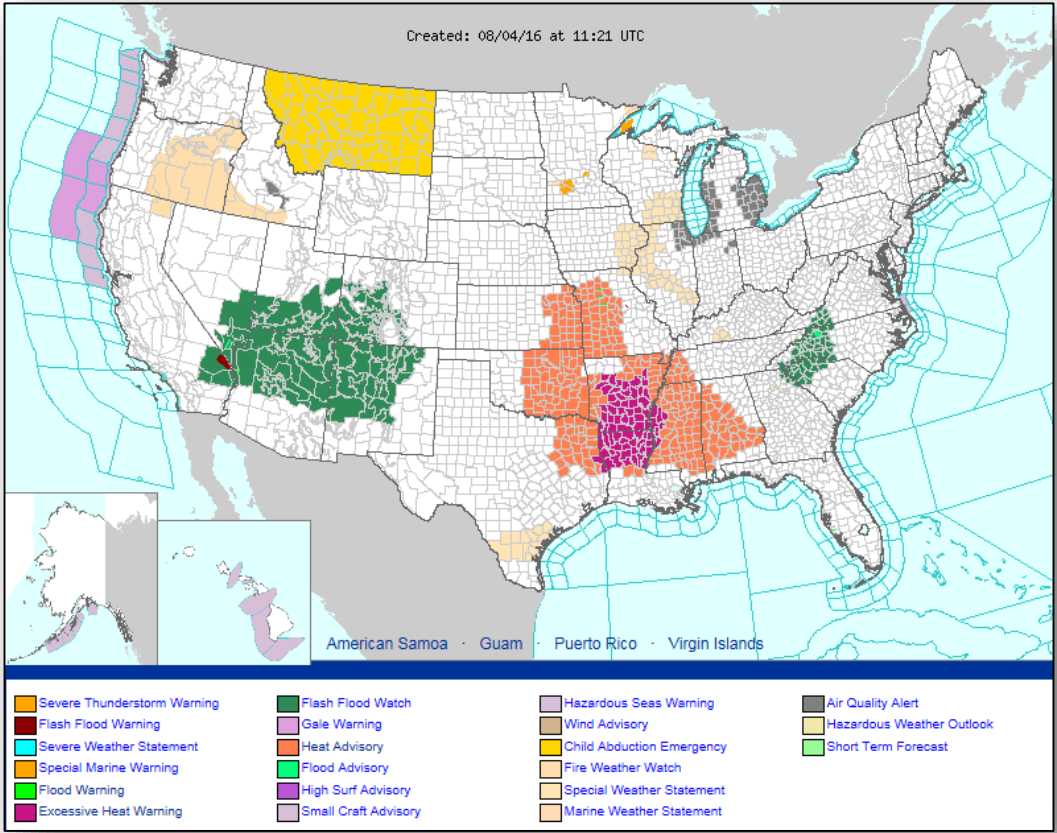 Created: 08/04/16 at 11:21 UTC
American Samoa · Guam · Puerto Rico · Virgin Islands
Severe Thunderstorm Warning
Flash Flood Warning
Severe Weather Statement
Special Marine Warning
Flood Warning
Excessive Heat Warning
Flash Flood Watch
Gale Warning
Heat Advisory
Flood Advisory
High Surf Advisory
Small Craft Advisory
Hazardous Seas Warning
Wind Advisory
Child Abduction Emergency
Fire Weather Watch
Special Weather Statement
Marine Weather Statement
Air Quality Alert
Hazardous Weather Outlook
Short Term Forecast